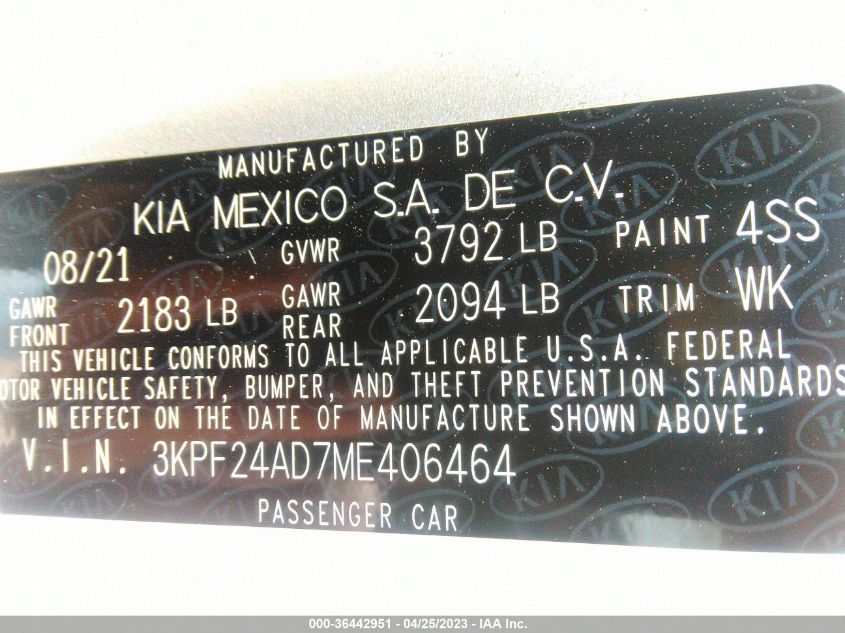 MANUFACTURED BY
KIA MEXICO S.A. DE C.V.
08/21 GVWR 3792 LB PAINT 4SS
GAWR FRONT 2183 LB GAWR REAR 2094 LB TRIM WK
THIS VEHICLE CONFORMS TO ALL APPLICABLE U.S.A. FEDERAL
OTOR VEHICLE SAFETY, BUMPER, AND THEFT PREVENTION STANDARDS
IN EFFECT ON THE DATE OF MANUFACTURE SHOWN ABOVE.
V.I.N. 3KPF24AD7ME406464
PASSENGER CAR
000-36442951 - 04/25/2023 - IAA Inc.